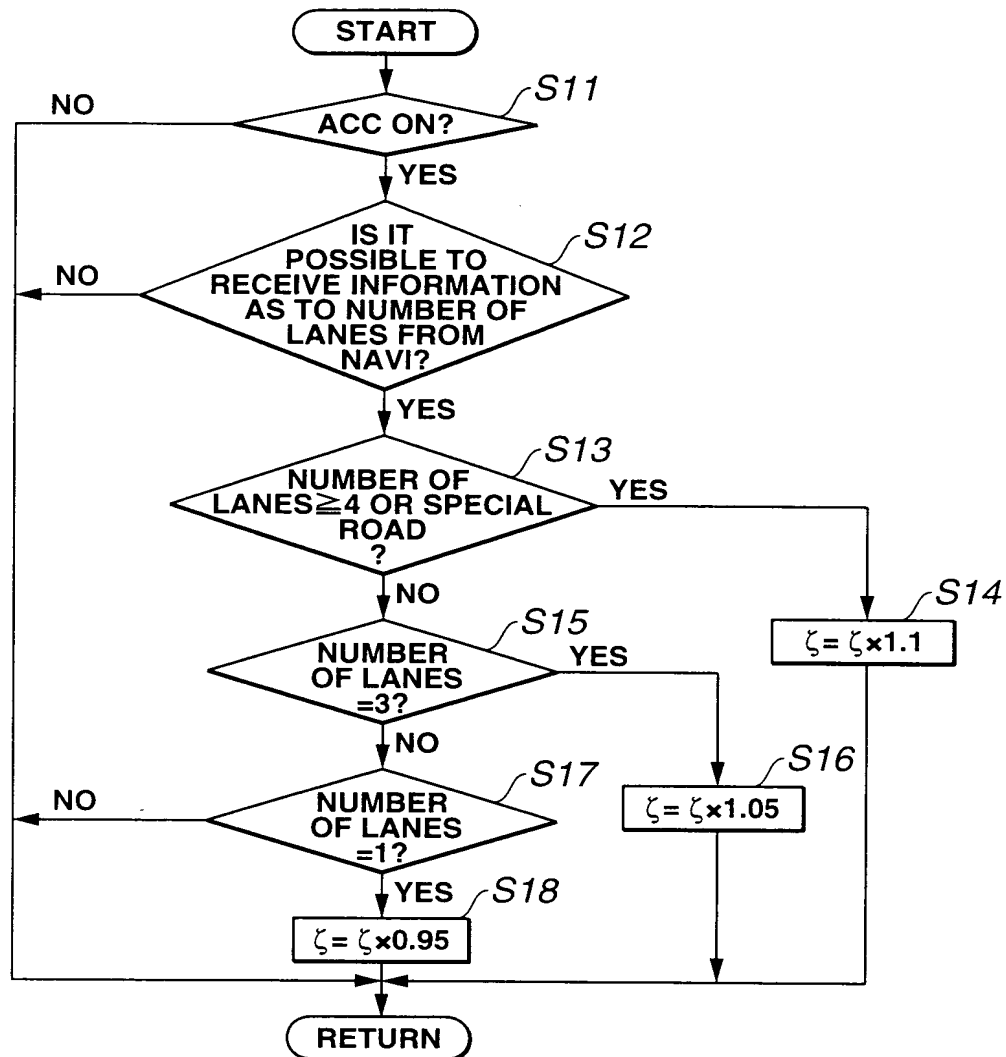 START
S11
NO
ACC ON?
YES
S12
IS IT
POSSIBLE TO
RECEIVE INFORMATION
AS TO NUMBER OF
LANES FROM
NAVI?
NO
YES
S13
NUMBER OF
LANES≧4 OR SPECIAL
ROAD
?
YES
NO
S14
ζ= ζ×1.1
S15
NUMBER
OF LANES
=3?
YES
NO
S16
ζ= ζ×1.05
S17
NUMBER
OF LANES
=1?
NO
YES
S18
ζ= ζ×0.95
RETURN